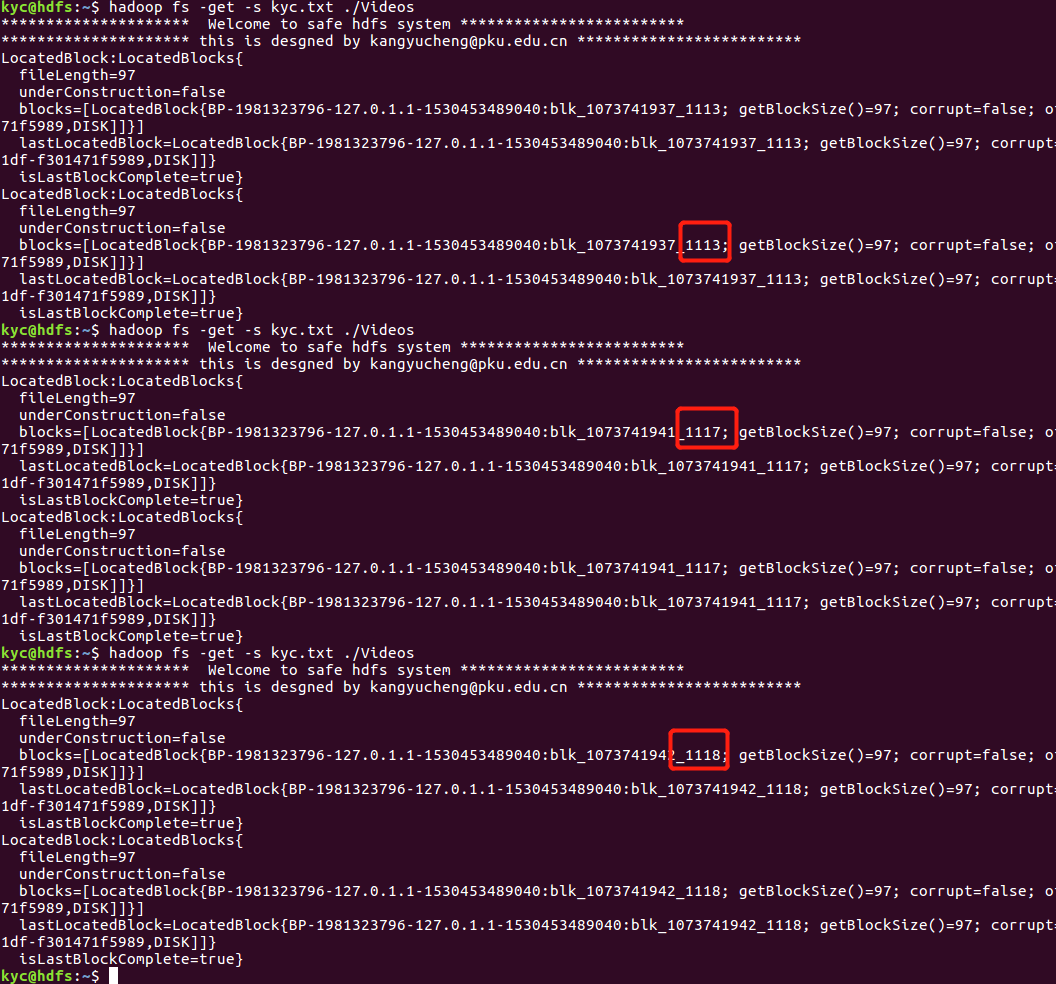 kyc@hdfs:~$ hadoop fs -get -s kyc.txt ./Videos
********************* Welcome to safe hdfs system *************************
********************* this is desgned by kangyucheng@pku.edu.cn *************************
LocatedBlock:LocatedBlocks{
fileLength=97
underConstruction=false
blocks=[LocatedBlock{BP-1981323796-127.0.1.1-1530453489040:blk_1073741937_1113; getBlockSize()=97; corrupt=false; o
71f5989,DISK]]}]
lastLocatedBlock=LocatedBlock{BP-1981323796-127.0.1.1-1530453489040:blk_1073741937_1113; getBlockSize()=97; corrupt=
1df-f301471f5989,DISK]]}
isLastBlockComplete=true}
LocatedBlock:LocatedBlocks{
fileLength=97
underConstruction=false
blocks=[LocatedBlock{BP-1981323796-127.0.1.1-1530453489040:blk_1073741937_1113; getBlockSize()=97; corrupt=false; o
71f5989,DISK]]}]
lastLocatedBlock=LocatedBlock{BP-1981323796-127.0.1.1-1530453489040:blk_1073741937_1113; getBlockSize()=97; corrupt=
1df-f301471f5989,DISK]]}
isLastBlockComplete=true}
kyc@hdfs:~$ hadoop fs -get -s kyc.txt ./Videos
********************* Welcome to safe hdfs system *************************
********************* this is desgned by kangyucheng@pku.edu.cn *************************
LocatedBlock:LocatedBlocks{
fileLength=97
underConstruction=false
blocks=[LocatedBlock{BP-1981323796-127.0.1.1-1530453489040:blk_1073741941_1117; getBlockSize()=97; corrupt=false; o
71f5989,DISK]]}]
lastLocatedBlock=LocatedBlock{BP-1981323796-127.0.1.1-1530453489040:blk_1073741941_1117; getBlockSize()=97; corrupt=
1df-f301471f5989,DISK]]}
isLastBlockComplete=true}
LocatedBlock:LocatedBlocks{
fileLength=97
underConstruction=false
blocks=[LocatedBlock{BP-1981323796-127.0.1.1-1530453489040:blk_1073741941_1117; getBlockSize()=97; corrupt=false; o
71f5989,DISK]]}]
lastLocatedBlock=LocatedBlock{BP-1981323796-127.0.1.1-1530453489040:blk_1073741941_1117; getBlockSize()=97; corrupt=
1df-f301471f5989,DISK]]}
isLastBlockComplete=true}
kyc@hdfs:~$ hadoop fs -get -s kyc.txt ./Videos
********************* Welcome to safe hdfs system *************************
********************* this is desgned by kangyucheng@pku.edu.cn *************************
LocatedBlock:LocatedBlocks{
fileLength=97
underConstruction=false
blocks=[LocatedBlock{BP-1981323796-127.0.1.1-1530453489040:blk_1073741942_1118; getBlockSize()=97; corrupt=false; o
71f5989,DISK]]}]
lastLocatedBlock=LocatedBlock{BP-1981323796-127.0.1.1-1530453489040:blk_1073741942_1118; getBlockSize()=97; corrupt=
1df-f301471f5989,DISK]]}
isLastBlockComplete=true}
LocatedBlock:LocatedBlocks{
fileLength=97
underConstruction=false
blocks=[LocatedBlock{BP-1981323796-127.0.1.1-1530453489040:blk_1073741942_1118; getBlockSize()=97; corrupt=false; o
71f5989,DISK]]}]
lastLocatedBlock=LocatedBlock{BP-1981323796-127.0.1.1-1530453489040:blk_1073741942_1118; getBlockSize()=97; corrupt=
1df-f301471f5989,DISK]]}
isLastBlockComplete=true}
kyc@hdfs:~$